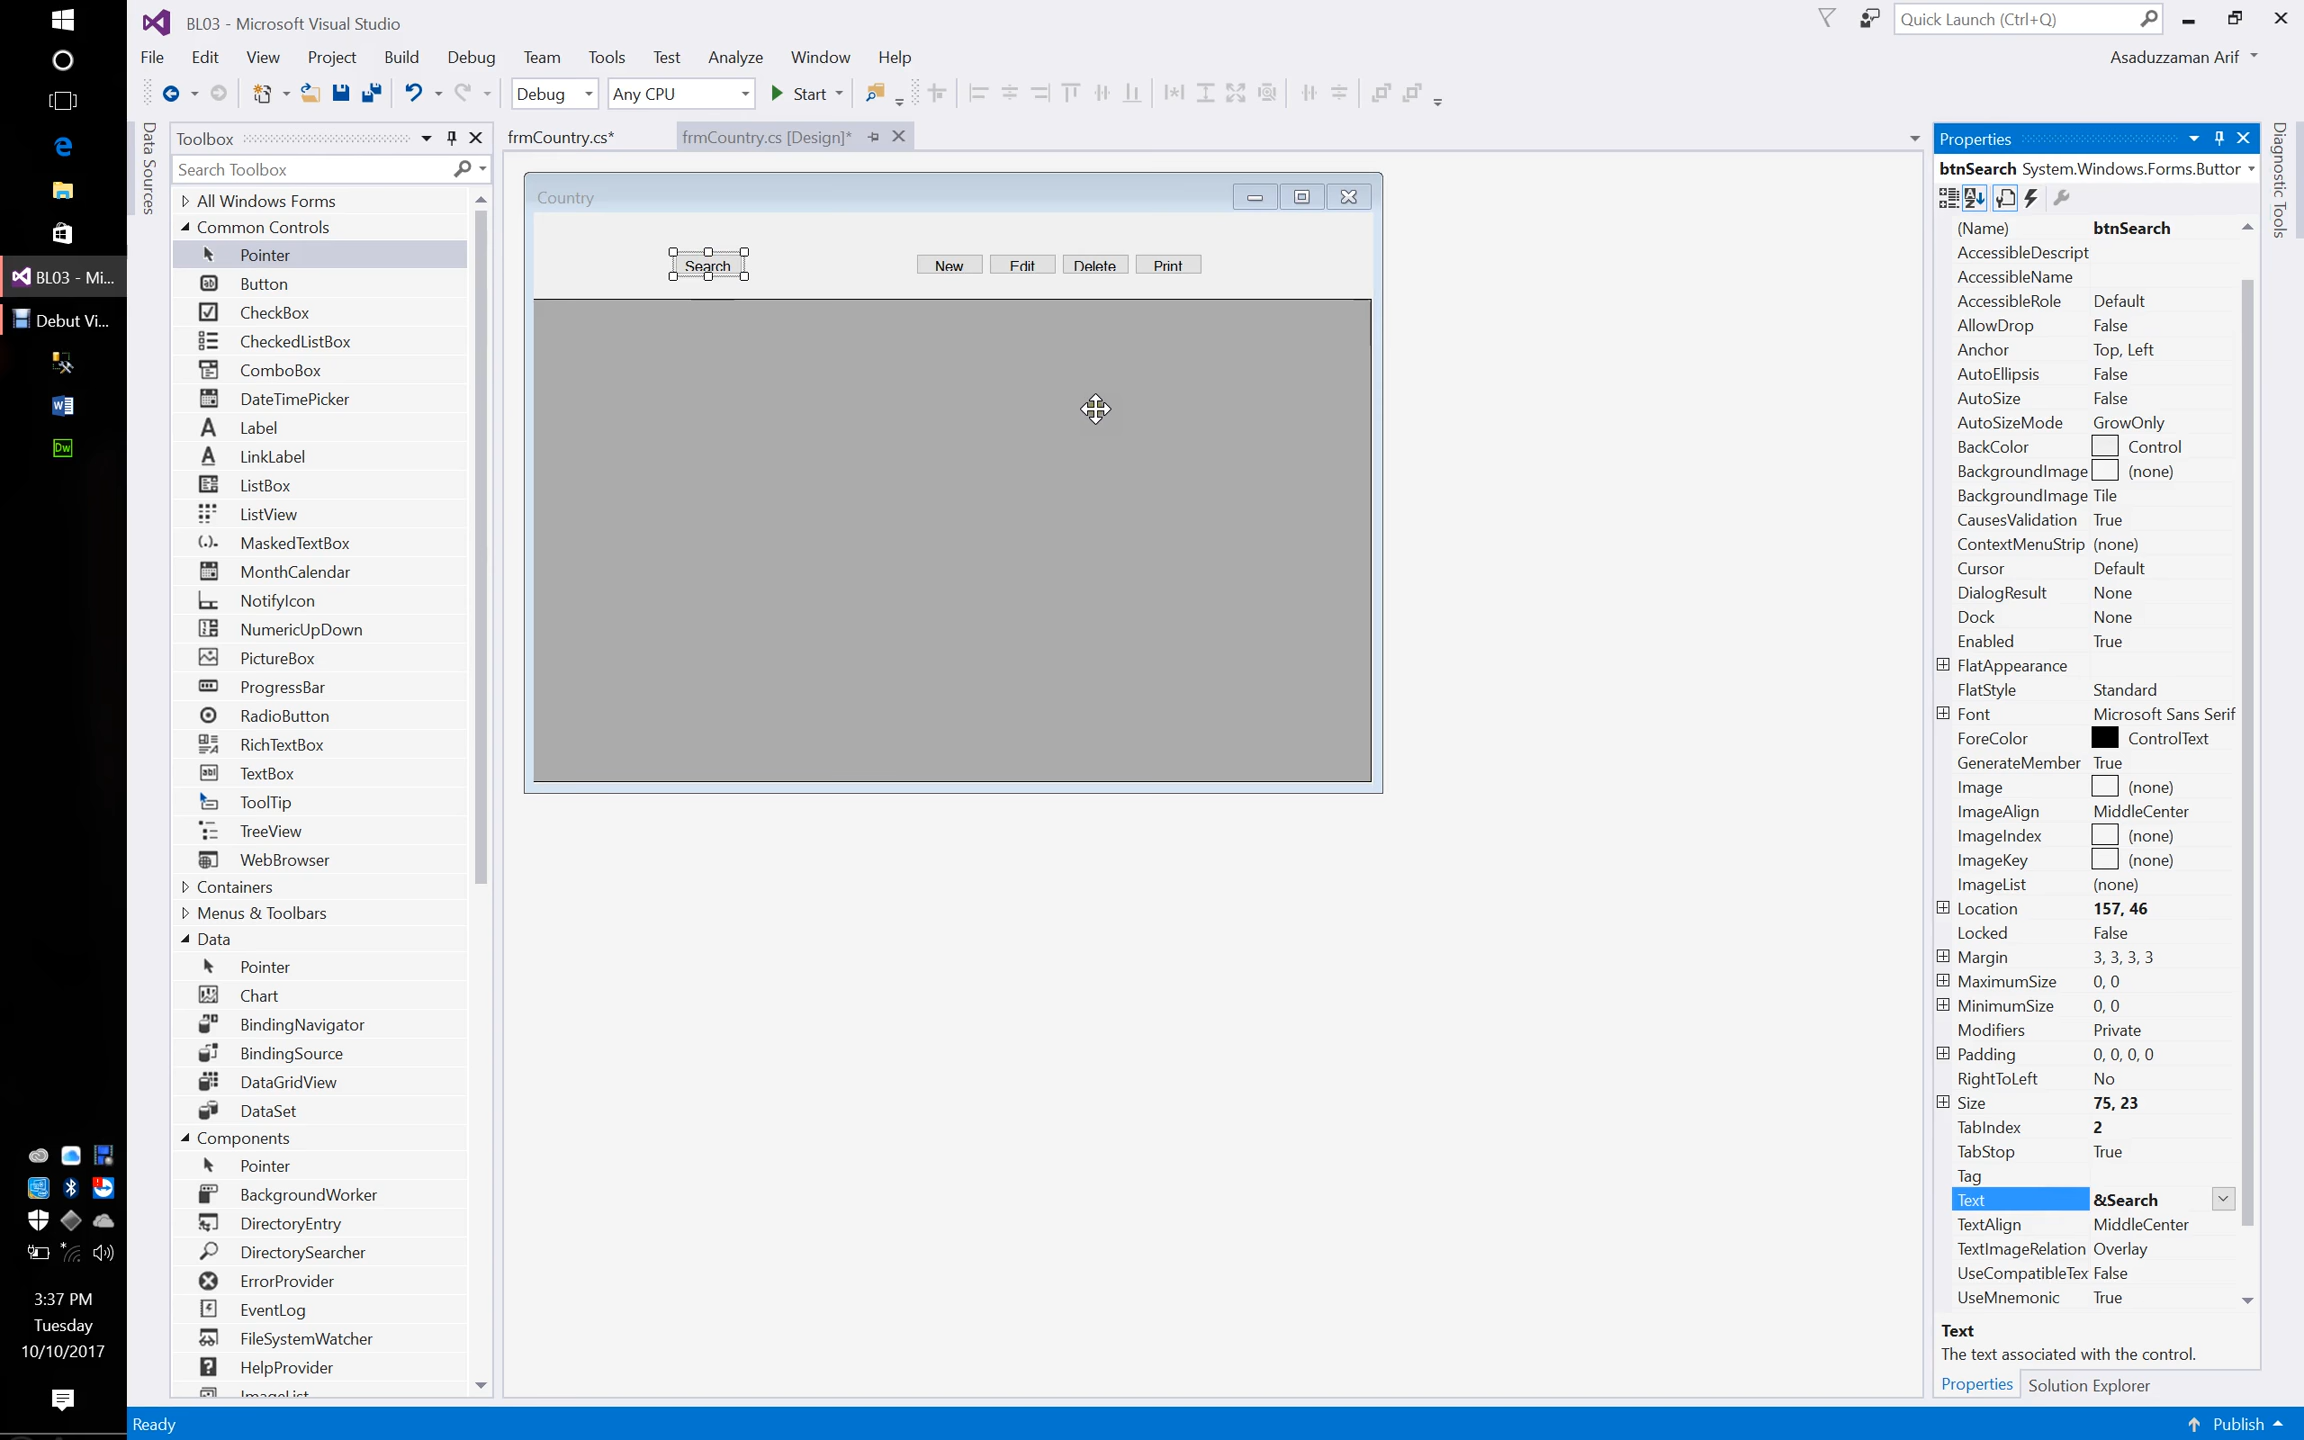 BL03 - Microsoft Visual Studio
Quick Launch (Ctrl+Q)
File Edit View Project Build Debug Team Tools Test Analyze Window Help
Asaduzzaman Arif
Debug Any CPU Start
Data Sources
Toolbox
Search Toolbox
All Windows Forms
Common Controls
Pointer
Button
CheckBox
CheckedListBox
ComboBox
DateTimePicker
Label
LinkLabel
ListBox
ListView
MaskedTextBox
MonthCalendar
NotifyIcon
NumericUpDown
PictureBox
ProgressBar
RadioButton
RichTextBox
TextBox
ToolTip
TreeView
WebBrowser
Containers
Menus & Toolbars
Data
Pointer
Chart
BindingNavigator
BindingSource
DataGridView
DataSet
Components
Pointer
BackgroundWorker
DirectoryEntry
DirectorySearcher
ErrorProvider
EventLog
FileSystemWatcher
HelpProvider
ImageList
frmCountry.cs* frmCountry.cs [Design]*
Country
Search New Edit Delete Print
Properties
btnSearch System.Windows.Forms.Button
(Name) btnSearch
AccessibleDescript
AccessibleName
AccessibleRole Default
AllowDrop False
Anchor Top, Left
AutoEllipsis False
AutoSize False
AutoSizeMode GrowOnly
BackColor Control
BackgroundImage (none)
BackgroundImage Tile
CausesValidation True
ContextMenuStrip (none)
Cursor Default
DialogResult None
Dock None
Enabled True
FlatAppearance
FlatStyle Standard
Font Microsoft Sans Serif
ForeColor ControlText
GenerateMember True
Image (none)
ImageAlign MiddleCenter
ImageIndex (none)
ImageKey (none)
ImageList (none)
Location 157, 46
Locked False
Margin 3, 3, 3, 3
MaximumSize 0, 0
MinimumSize 0, 0
Modifiers Private
Padding 0, 0, 0, 0
RightToLeft No
Size 75, 23
TabIndex 2
TabStop True
Tag
Text &Search
TextAlign MiddleCenter
TextImageRelation Overlay
UseCompatibleTex False
UseMnemonic True
Text
The text associated with the control.
Properties Solution Explorer
Diagnostic Tools
BL03 - Mi...
Debut Vi...
Dw
3:37 PM
Tuesday
10/10/2017
Ready
Publish